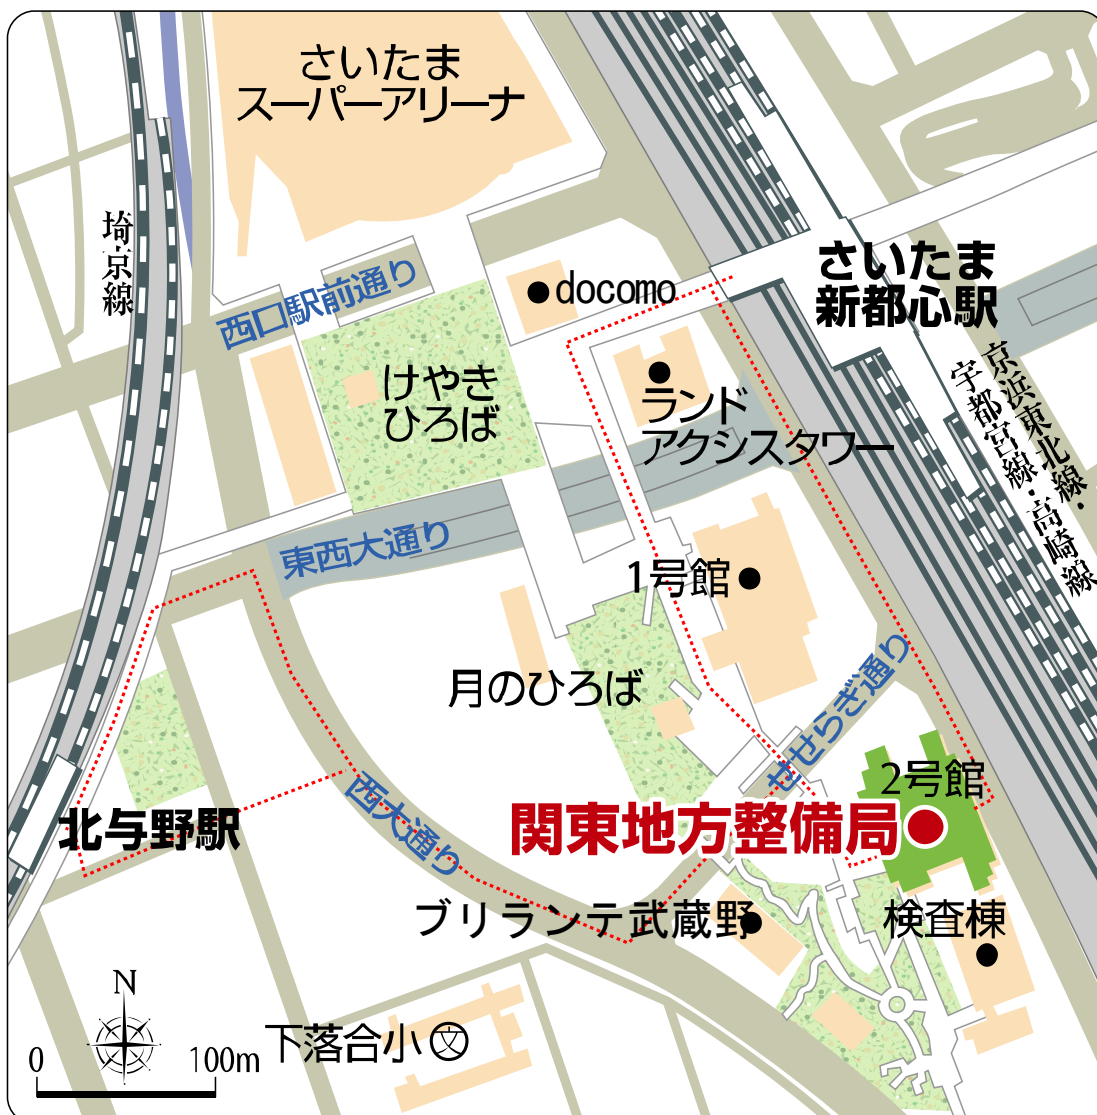 さいたま
スーパーアリーナ
埼京線
西口駅前通り
docomo
さいたま
新都心駅
けやき
ひろば
ランド
アクシスタワー
京浜東北線・
宇都宮線・高崎線
東西大通り
1号館
月のひろば
せせらぎ通り
2号館
西大通り
関東地方整備局
北与野駅
ブリランテ武蔵野
検査棟
N
0 100m
下落合小
文